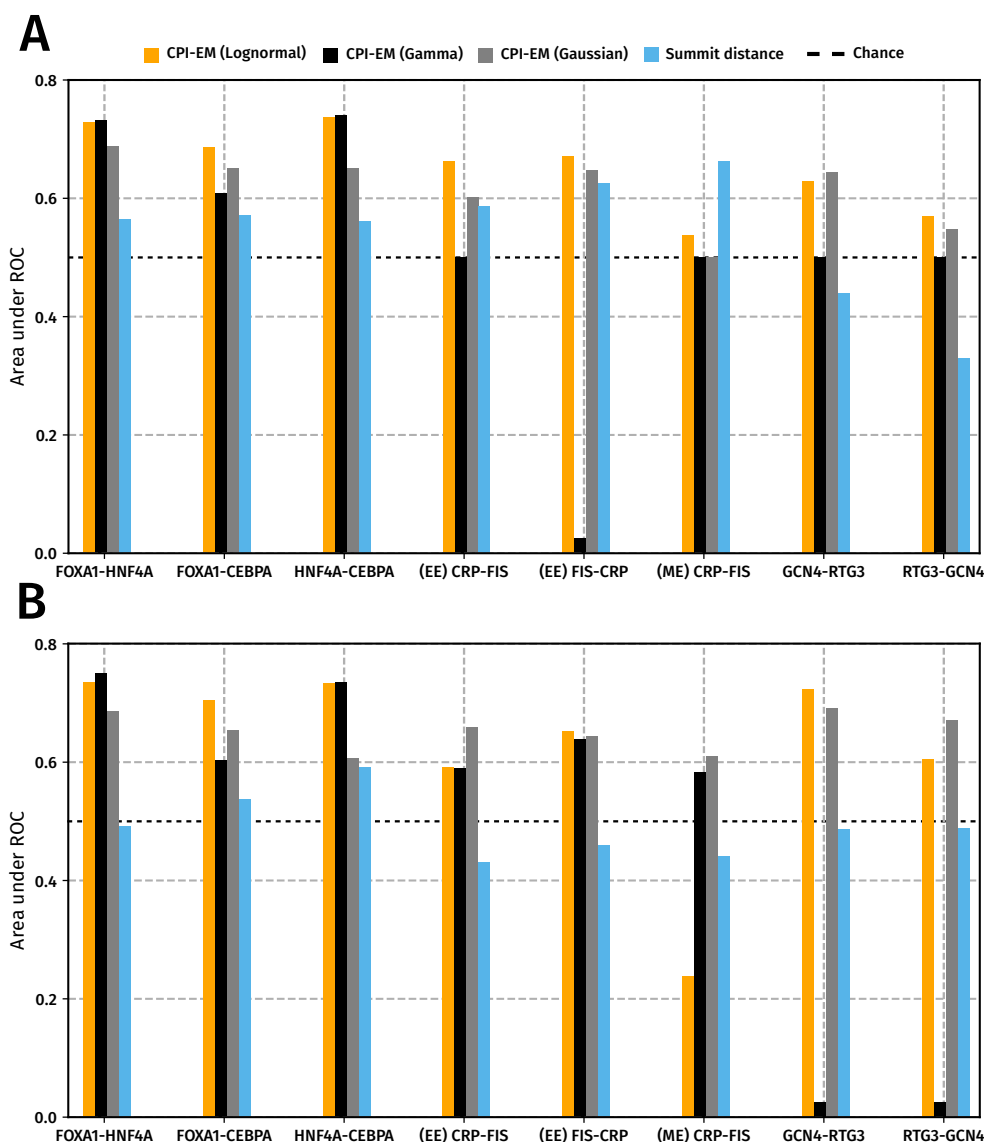 A
CPI-EM (Lognormal) CPI-EM (Gamma) CPI-EM (Gaussian) Summit distance Chance
0.8
0.6
0.4
0.2
0.0
Area under ROC
FOXA1-HNF4A FOXA1-CEBPA HNF4A-CEBPA (EE) CRP-FIS (EE) FIS-CRP (ME) CRP-FIS GCN4-RTG3 RTG3-GCN4
B
0.8
0.6
0.4
0.2
0.0
Area under ROC
FOXA1-HNF4A FOXA1-CEBPA HNF4A-CEBPA (EE) CRP-FIS (EE) FIS-CRP (ME) CRP-FIS GCN4-RTG3 RTG3-GCN4